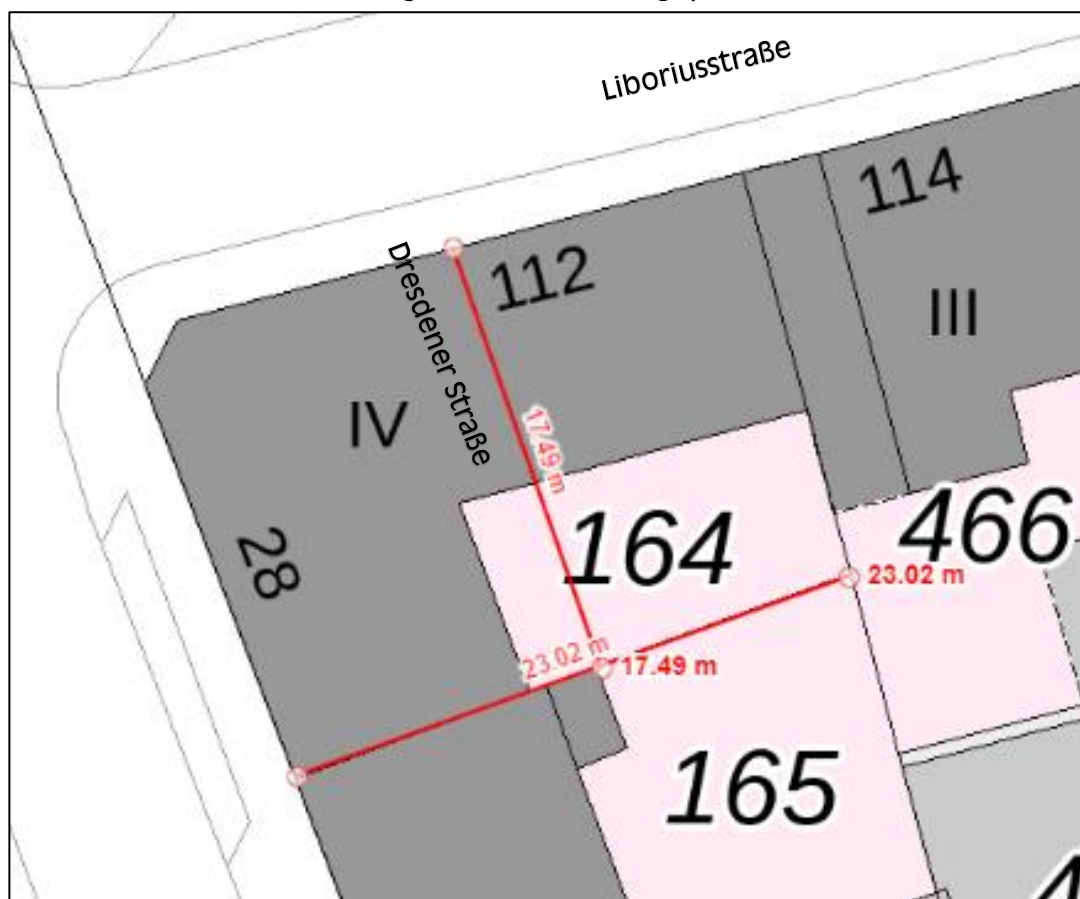 Liboriusstraße
114
112
Dresdener Straße
III
IV
17.49 m
164
466
28
23.02 m
23.02 m
17.49 m
165